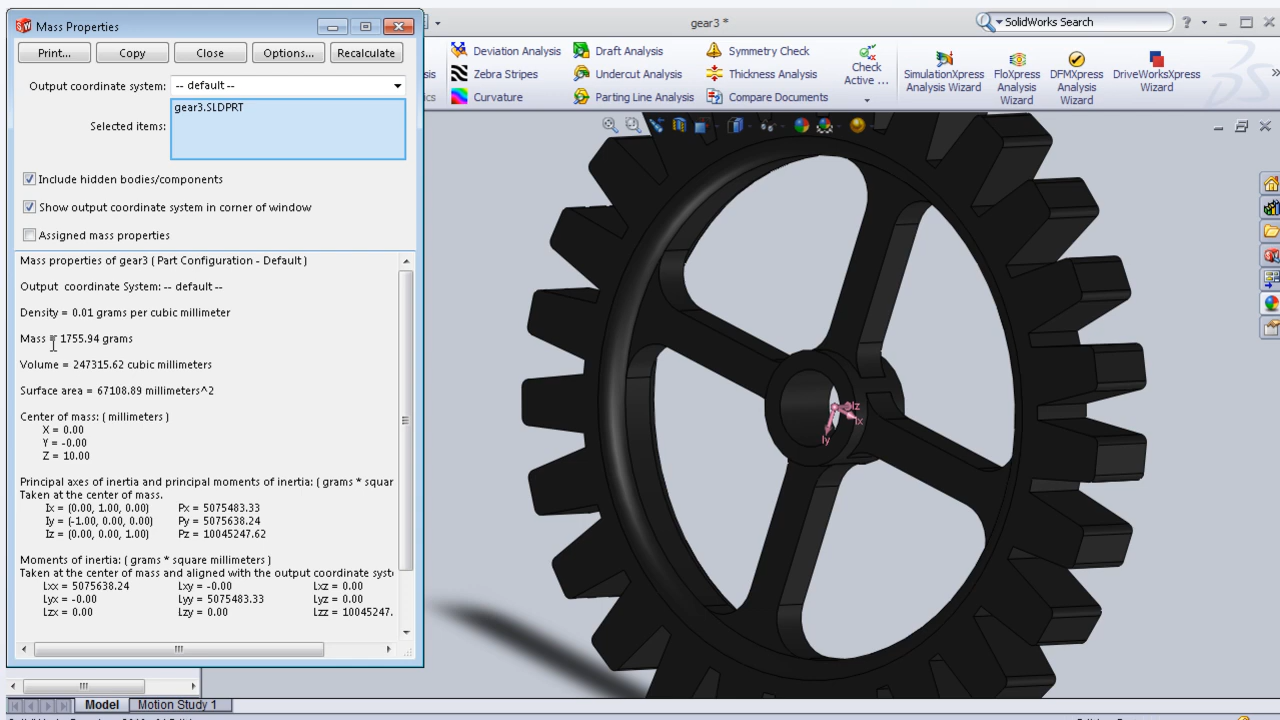 Mass Properties
Print... Copy Close Options... Recalculate
Output coordinate system: -- default --
Selected items: gear3.SLDPRT
Include hidden bodies/components
Show output coordinate system in corner of window
Assigned mass properties
Mass properties of gear3 ( Part Configuration - Default )
Output coordinate System: -- default --
Density = 0.01 grams per cubic millimeter
Mass = 1755.94 grams
Volume = 247315.62 cubic millimeters
Surface area = 67108.89 millimeters^2
Center of mass: ( millimeters )
X = 0.00
Y = -0.00
Z = 10.00
Principal axes of inertia and principal moments of inertia: ( grams * squar
Taken at the center of mass.
Ix = (0.00, 1.00, 0.00) Px = 5075483.33
Iy = (-1.00, 0.00, 0.00) Py = 5075638.24
Iz = (0.00, 0.00, 1.00) Pz = 10045247.62
Moments of inertia: ( grams * square millimeters )
Taken at the center of mass and aligned with the output coordinate syst
Lxx = 5075638.24 Lxy = -0.00 Lxz = 0.00
Lyx = -0.00 Lyy = 5075483.33 Lyz = 0.00
Lzx = 0.00 Lzy = 0.00 Lzz = 10045247.
gear3 *
SolidWorks Search
Deviation Analysis Draft Analysis Symmetry Check
Zebra Stripes Undercut Analysis Thickness Analysis
Curvature Parting Line Analysis Compare Documents
Check
Active ...
SimulationXpress
Analysis Wizard
FloXpress
Analysis
Wizard
DFMXpress
Analysis
Wizard
DriveWorksXpress
Wizard
Iz
Ix
Iy
Model Motion Study 1